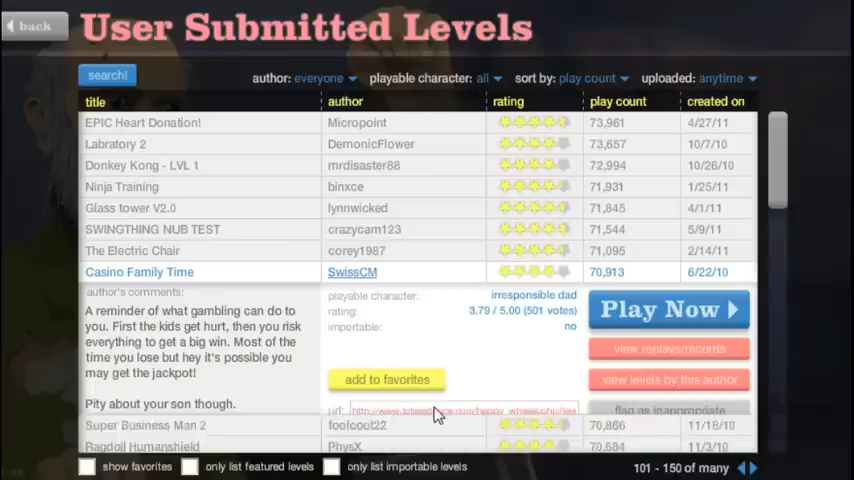 back
User Submitted Levels
search!
author: everyone playable character: all sort by: play count uploaded: anytime
title author rating play count created on
EPIC Heart Donation! Micropoint 73,961 4/27/11
Labratory 2 DemonicFlower 73,657 10/7/10
Donkey Kong - LVL 1 mrdisaster88 72,994 10/26/10
Ninja Training binxce 71,931 1/25/11
Glass tower V2.0 lynnwicked 71,845 4/1/11
SWINGTHING NUB TEST crazycam123 71,544 5/9/11
The Electric Chair corey1987 71,095 2/14/11
Casino Family Time SwissCM 70,913 6/22/10
author's comments:
A reminder of what gambling can do to
you. First the kids get hurt, then you risk
everything to get a big win. Most of the
time you lose but hey it's possible you
may get the jackpot!
Pity about your son though.
playable character: irresponsible dad
rating: 3.79 / 5.00 (501 votes)
importable: no
add to favorites
url:
Play Now
view replays/records
view levels by this author
flag as inappropriate
Super Business Man 2 foolcool22 70,866 11/18/10
Ragdoll Humanshield PhysX 70,684 11/3/10
show favorites only list featured levels only list importable levels 101 - 150 of many